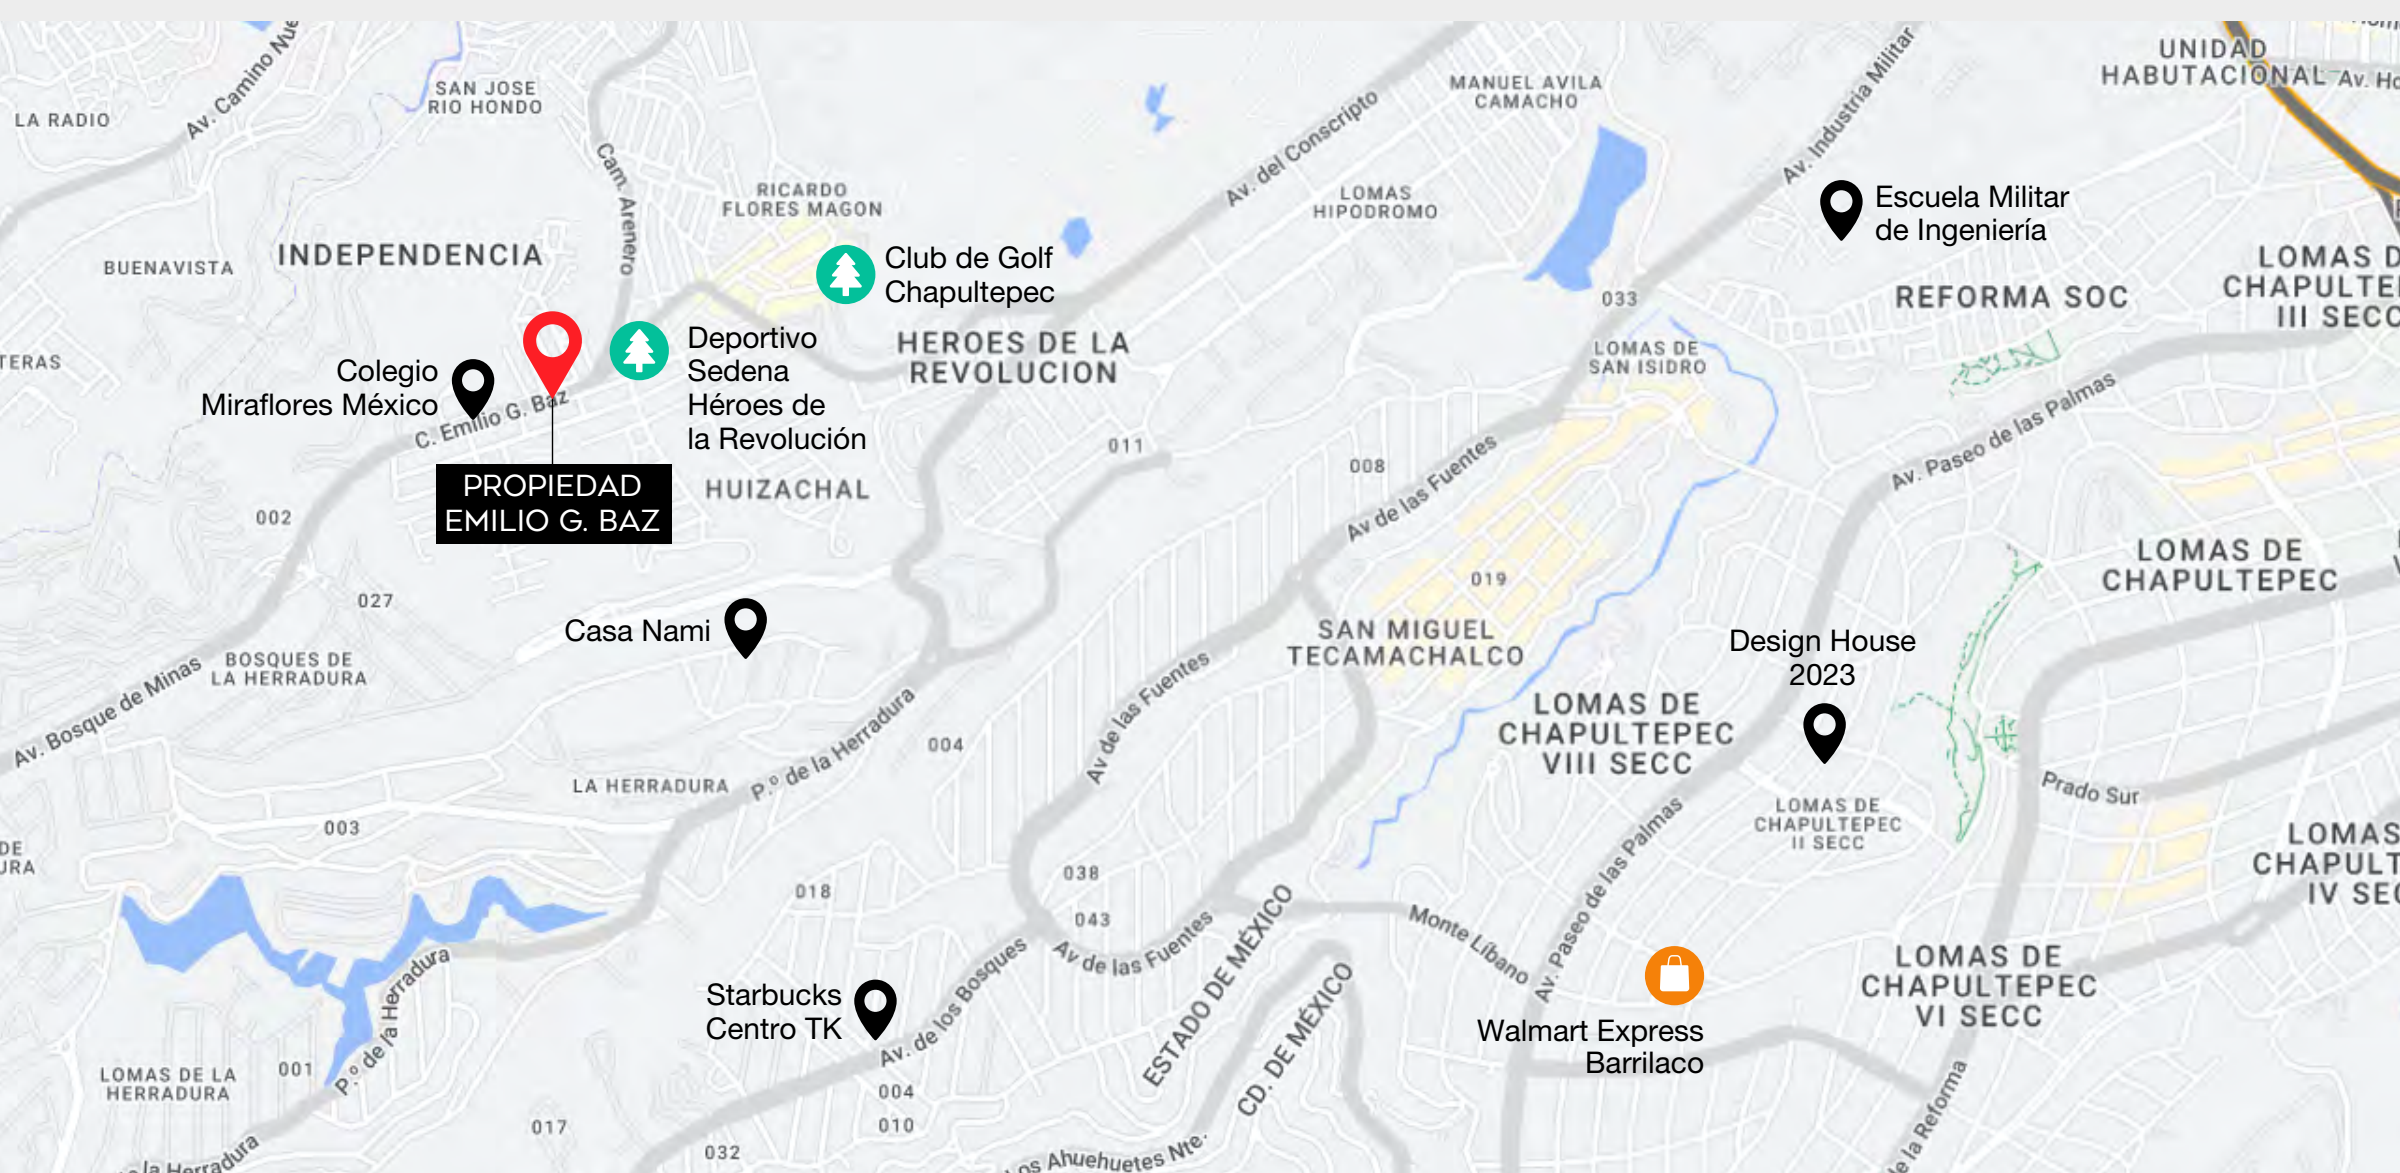 Av. Camino Nue
SAN JOSE
RIO HONDO
LA RADIO
MANUEL AVILA
CAMACHO
Av. Industria Militar
UNIDAD
HABUTACIONAL
Av. Ho
Av. del Conscripto
Cam. Arenero
RICARDO
FLORES MAGON
LOMAS
HIPODROMO
Escuela Militar
de Ingeniería
BUENAVISTA
INDEPENDENCIA
Club de Golf
Chapultepec
LOMAS D
CHAPULTE
III SECC
REFORMA SOC
033
TERAS
Colegio
Miraflores México
C. Emilio G. Baz
Deportivo
Sedena
Héroes de
la Revolución
HEROES DE LA
REVOLUCION
LOMAS DE
SAN ISIDRO
Av. Paseo de las Palmas
011
008
Av de las Fuentes
PROPIEDAD
EMILIO G. BAZ
HUIZACHAL
002
LOMAS DE
CHAPULTEPEC
019
027
Casa Nami
SAN MIGUEL
TECAMACHALCO
Design House
2023
Av. Bosque de Minas
BOSQUES DE
LA HERRADURA
Av de las Fuentes
LOMAS DE
CHAPULTEPEC
VIII SECC
004
LA HERRADURA
P.º de la Herradura
Prado Sur
003
LOMAS DE
CHAPULTEPEC
II SECC
DE
URA
LOMAS
CHAPULT
IV SEC
018
038
043
Av de las Fuentes
ESTADO DE MÉXICO
CD. DE MÉXICO
Monte Líbano
Av. Paseo de las Palmas
LOMAS DE
CHAPULTEPEC
VI SECC
P.º de la Herradura
Starbucks
Centro TK
Av. de los Bosques
Walmart Express
Barrilaco
LOMAS DE LA
HERRADURA
001
004
010
017
032
la Herradura
os Ahuehuetes Nte.
e la Reforma